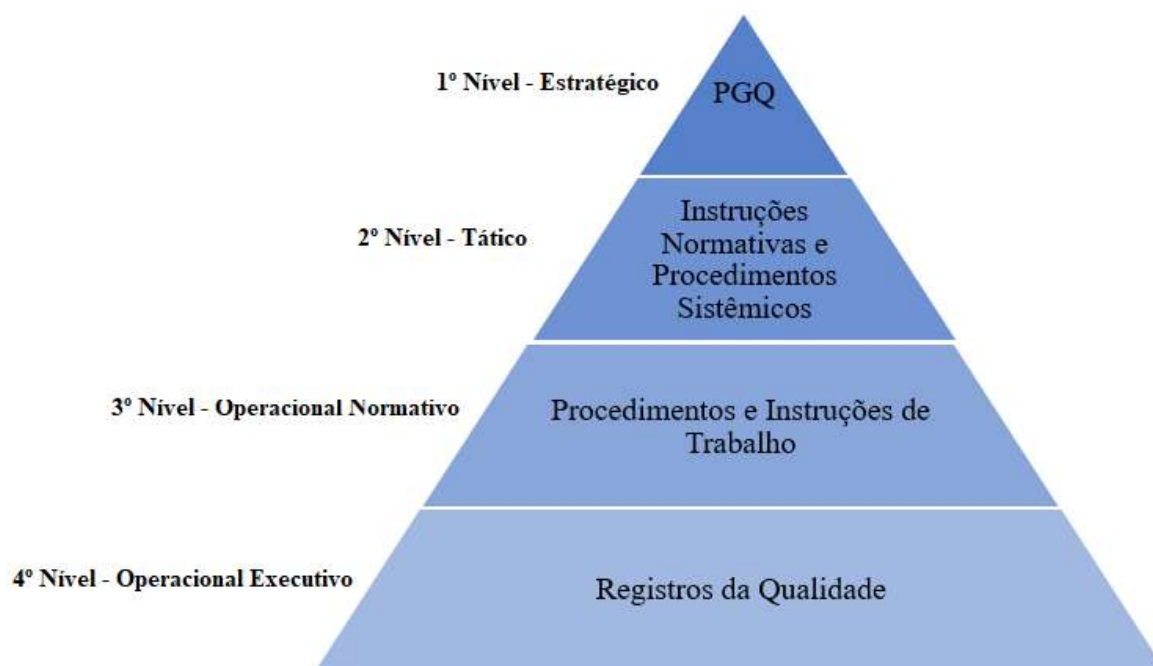 1º Nível - Estratégico
PGQ
2º Nível - Tático
Instruções
Normativas e
Procedimentos
Sistêmicos
3º Nível - Operacional Normativo
Procedimentos e Instruções de
Trabalho
4º Nível - Operacional Executivo
Registros da Qualidade